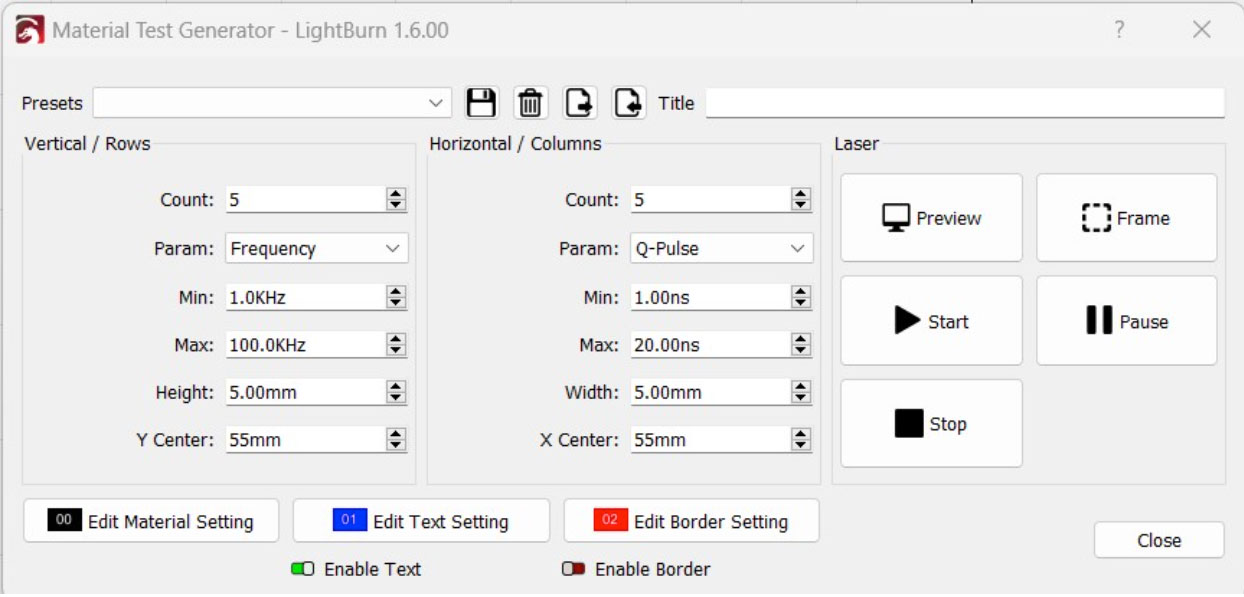 Material Test Generator - LightBurn 1.6.00 ?
Presets Title
Vertical / Rows
Count: 5
Param: Frequency
Min: 1.0KHz
Max: 100.0KHz
Height: 5.00mm
Y Center: 55mm
Horizontal / Columns
Count: 5
Param: Q-Pulse
Min: 1.00ns
Max: 20.00ns
Width: 5.00mm
X Center: 55mm
Laser
Preview Frame
Start Pause
Stop
00 Edit Material Setting 01 Edit Text Setting 02 Edit Border Setting
Enable Text Enable Border
Close